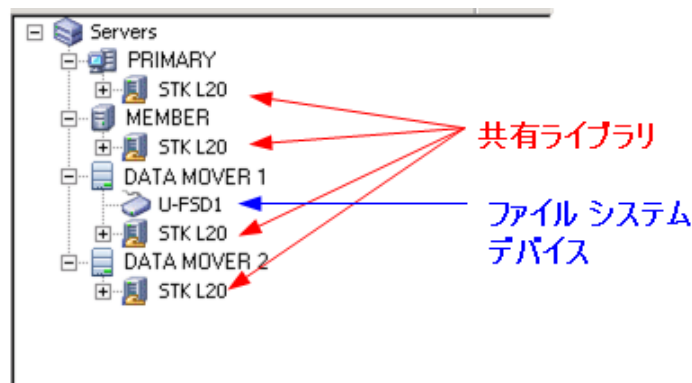 Servers
PRIMARY
STK L20
MEMBER
STK L20
DATA MOVER 1
U-FSD1
STK L20
DATA MOVER 2
STK L20
共有ライブラリ
ファイル システム
デバイス